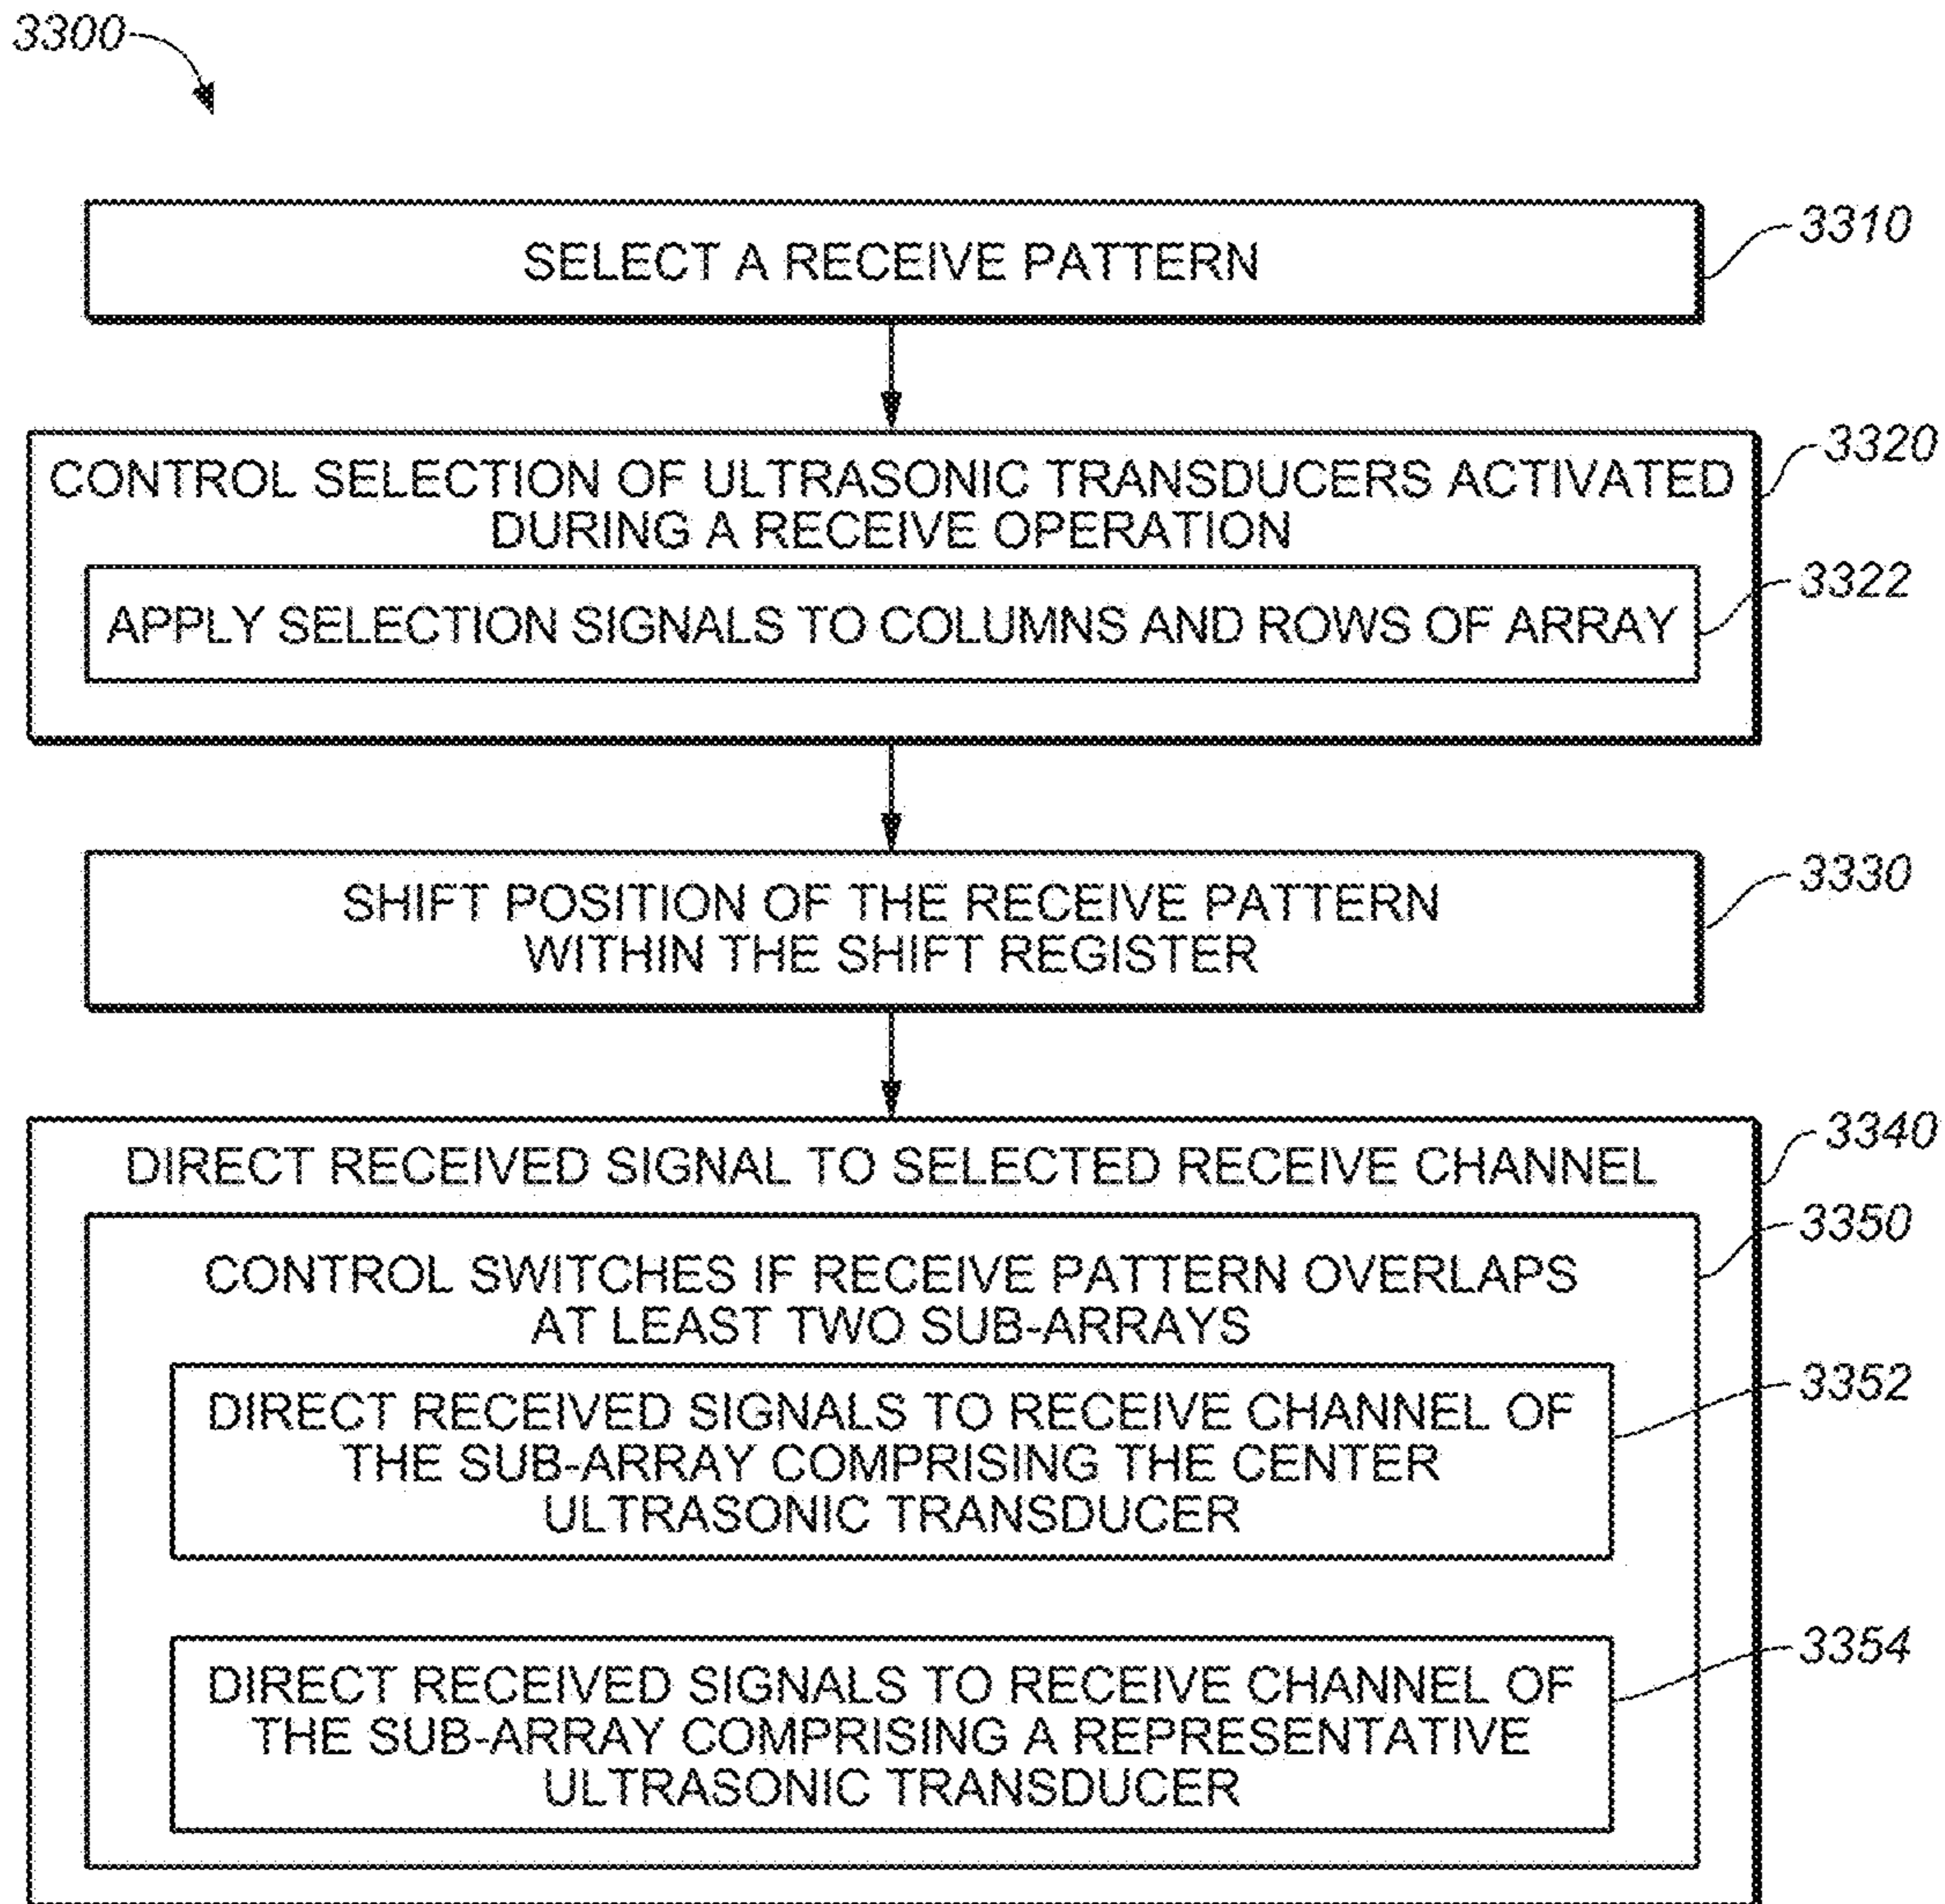 3300
SELECT A RECEIVE PATTERN
3310
CONTROL SELECTION OF ULTRASONIC TRANSDUCERS ACTIVATED
DURING A RECEIVE OPERATION
3320
APPLY SELECTION SIGNALS TO COLUMNS AND ROWS OF ARRAY
3322
SHIFT POSITION OF THE RECEIVE PATTERN
WITHIN THE SHIFT REGISTER
3330
DIRECT RECEIVED SIGNAL TO SELECTED RECEIVE CHANNEL
3340
CONTROL SWITCHES IF RECEIVE PATTERN OVERLAPS
AT LEAST TWO SUB-ARRAYS
3350
DIRECT RECEIVED SIGNALS TO RECEIVE CHANNEL OF
THE SUB-ARRAY COMPRISING THE CENTER
ULTRASONIC TRANSDUCER
3352
DIRECT RECEIVED SIGNALS TO RECEIVE CHANNEL OF
THE SUB-ARRAY COMPRISING A REPRESENTATIVE
ULTRASONIC TRANSDUCER
3354